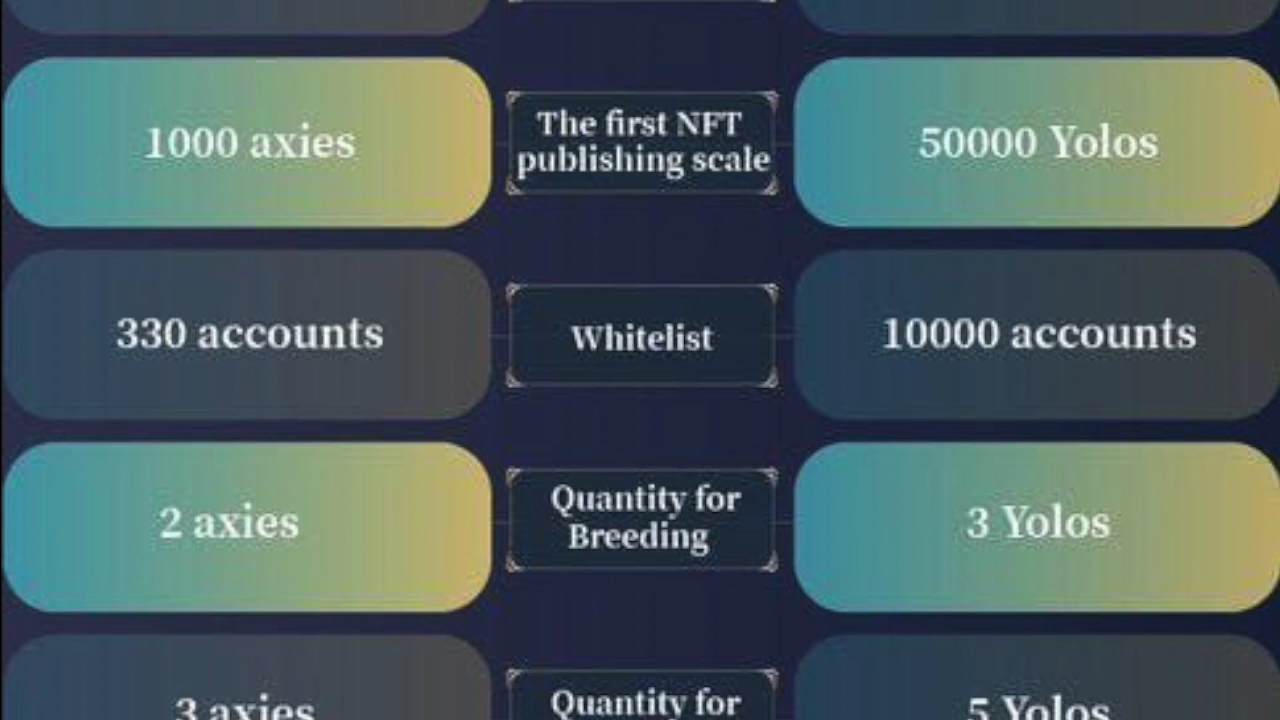 1000 axies
The first NFT
publishing scale
50000 Yolos
330 accounts
Whitelist
10000 accounts
2 axies
Quantity for
Breeding
3 Yolos
3 axies
Quantity for
5 Yolos